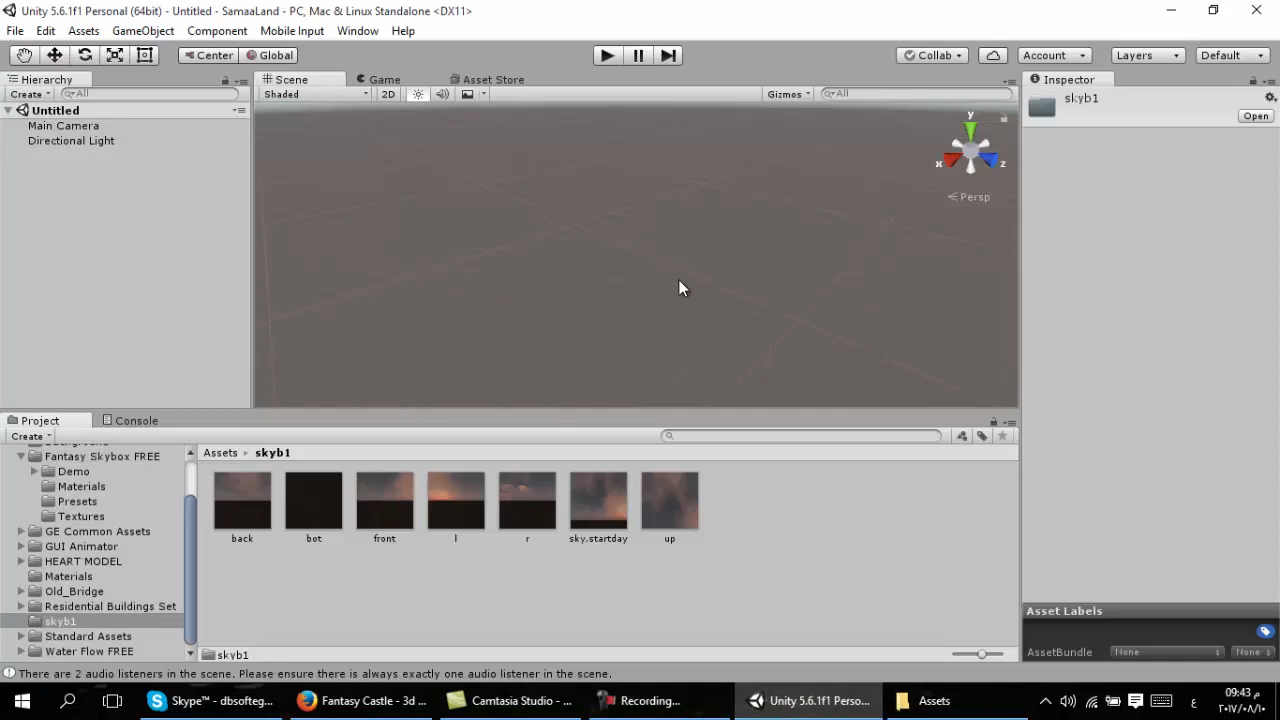 Unity 5.6.1f1 Personal (64bit) - Untitled - SamaaLand - PC, Mac & Linux Standalone <DX11>
File Edit Assets GameObject Component Mobile Input Window Help
Center Global Collab Account Layers Default
Hierarchy Scene Game Asset Store Inspector
Create All Shaded 2D Gizmos All skyb1
Open
Untitled
Main Camera
Directional Light
y
x z
Persp
Project Console
Create
Fantasy Skybox FREE
Demo
Materials
Presets
Textures
GE Common Assets
GUI Animator
HEART MODEL
Materials
Old_Bridge
Residential Buildings Set
skyb1
Standard Assets
Water Flow FREE
Assets skyb1
back bot front l r sky.startday up
skyb1
Asset Labels
AssetBundle None None
There are 2 audio listeners in the scene. Please ensure there is always exactly one audio listener in the scene.
Skype™ - dbsofteg... Fantasy Castle - 3d ... Camtasia Studio - ... Recording... Unity 5.6.1f1 Perso... Assets ع 09:43 م
٢٠١٧/٠٨/١٠